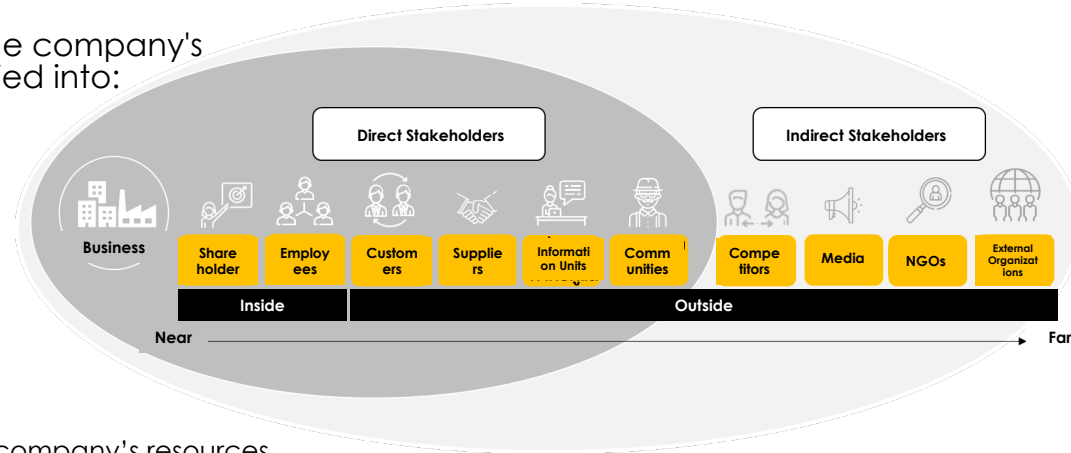 e company's
ied into:
Direct Stakeholders
Indirect Stakeholders
Business
Share
holder
Employ
ees
Custom
ers
Supplie
rs
Informati
on Units
Comm
unities
Compe
titors
Media
NGOs
External
Organizat
ions
Inside
Outside
Near
Far
company's resources